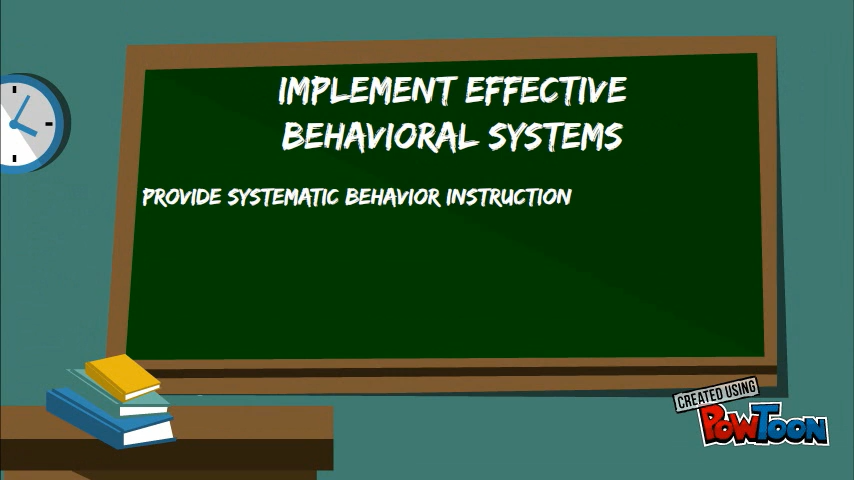 IMPLEMENT EFFECTIVE
BEHAVIORAL SYSTEMS
PROVIDE SYSTEMATIC BEHAVIOR INSTRUCTION
CREATED USING
POWTOON